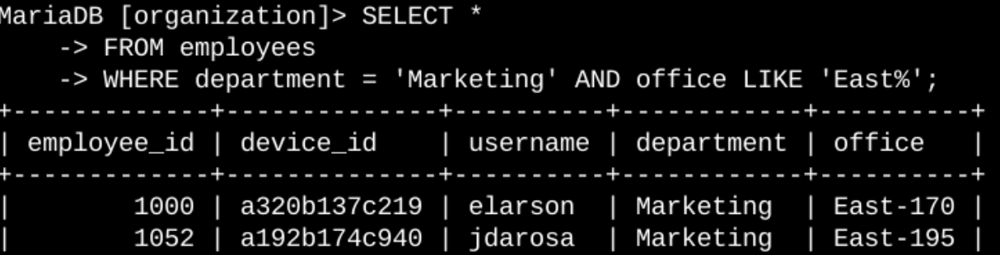 MariaDB [organization]> SELECT *
    -> FROM employees
    -> WHERE department = 'Marketing' AND office LIKE 'East%';
+-------------+--------------+----------+------------+----------+
| employee_id | device_id    | username | department | office   |
+-------------+--------------+----------+------------+----------+
|        1000 | a320b137c219 | elarson  | Marketing  | East-170 |
|        1052 | a192b174c940 | jdarosa  | Marketing  | East-195 |